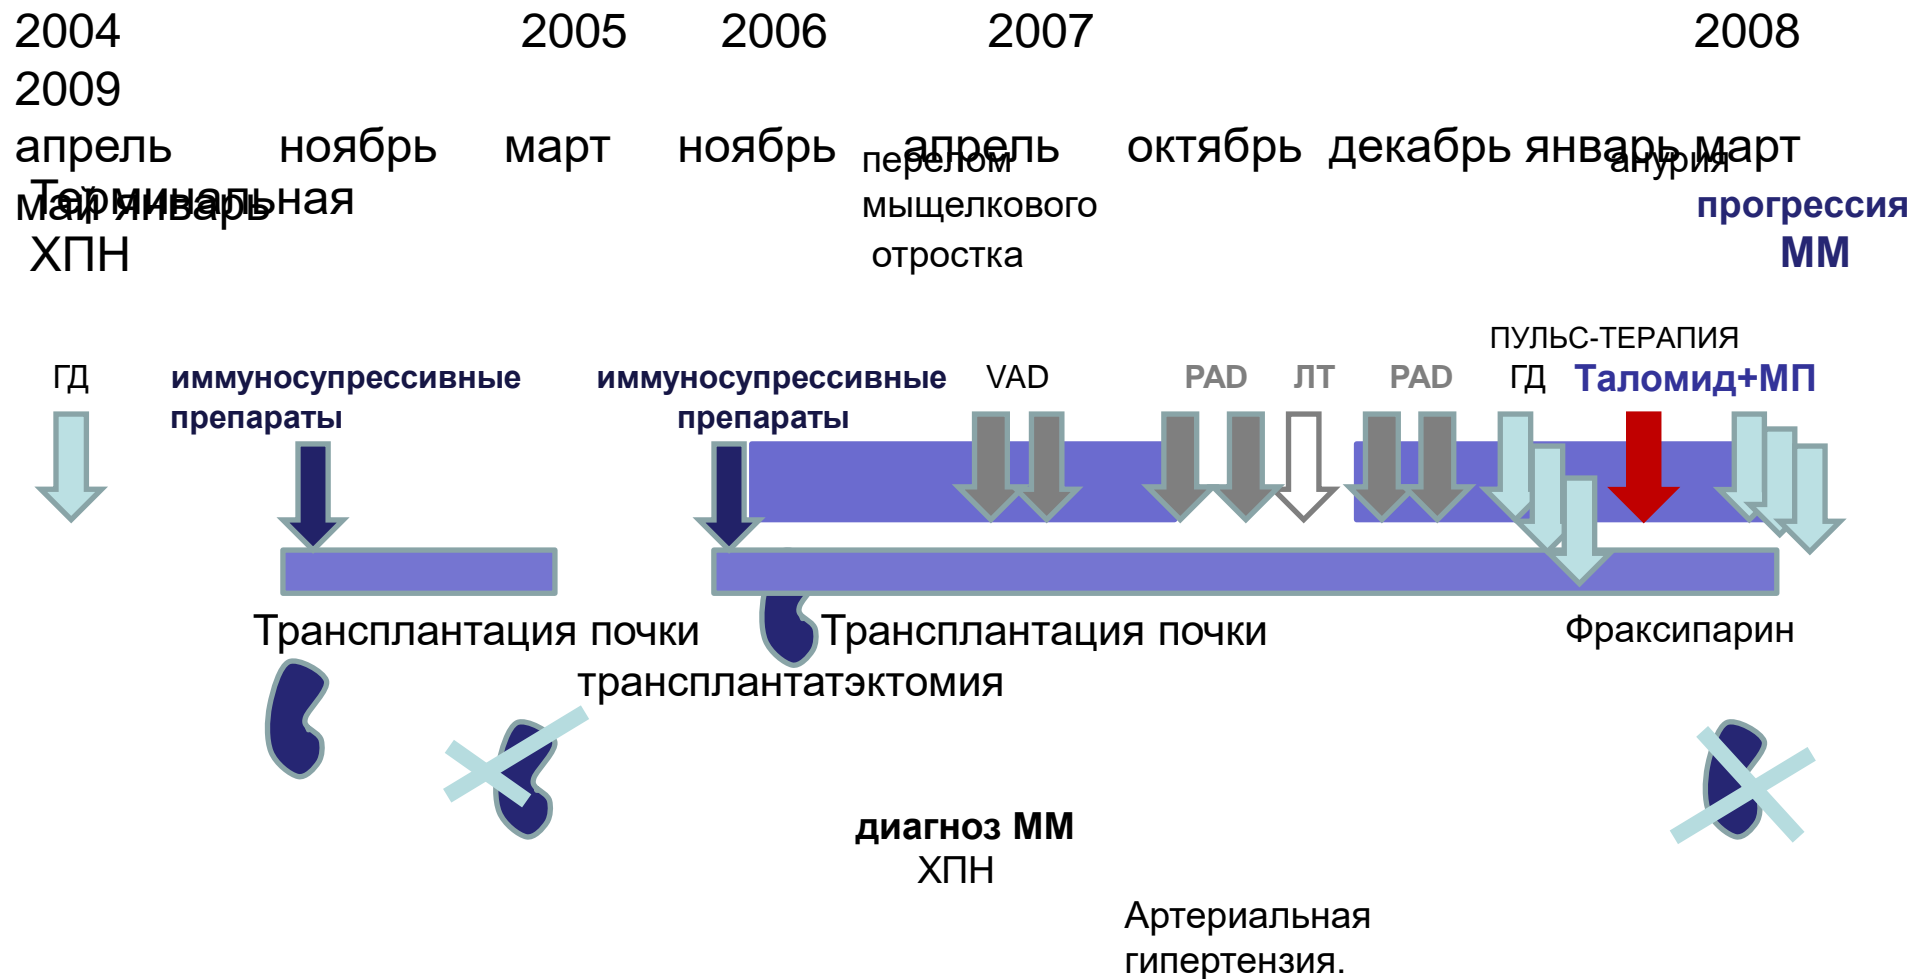 2004 2005 2006 2007 2008
2009
апрель ноябрь март ноябрь апрель октябрь декабрь январь март
май январь
Терминальная
ХПН
перелом
мыщелкового
отростка
анурия
прогрессия
ММ
ПУЛЬС-ТЕРАПИЯ
ГД иммуносупрессивные иммуносупрессивные VAD PAD ЛТ PAD ГД Таломид+МП
препараты препараты
Трансплантация почки Трансплантация почки Фраксипарин
трансплантатэктомия
диагноз ММ
ХПН
Артериальная
гипертензия.